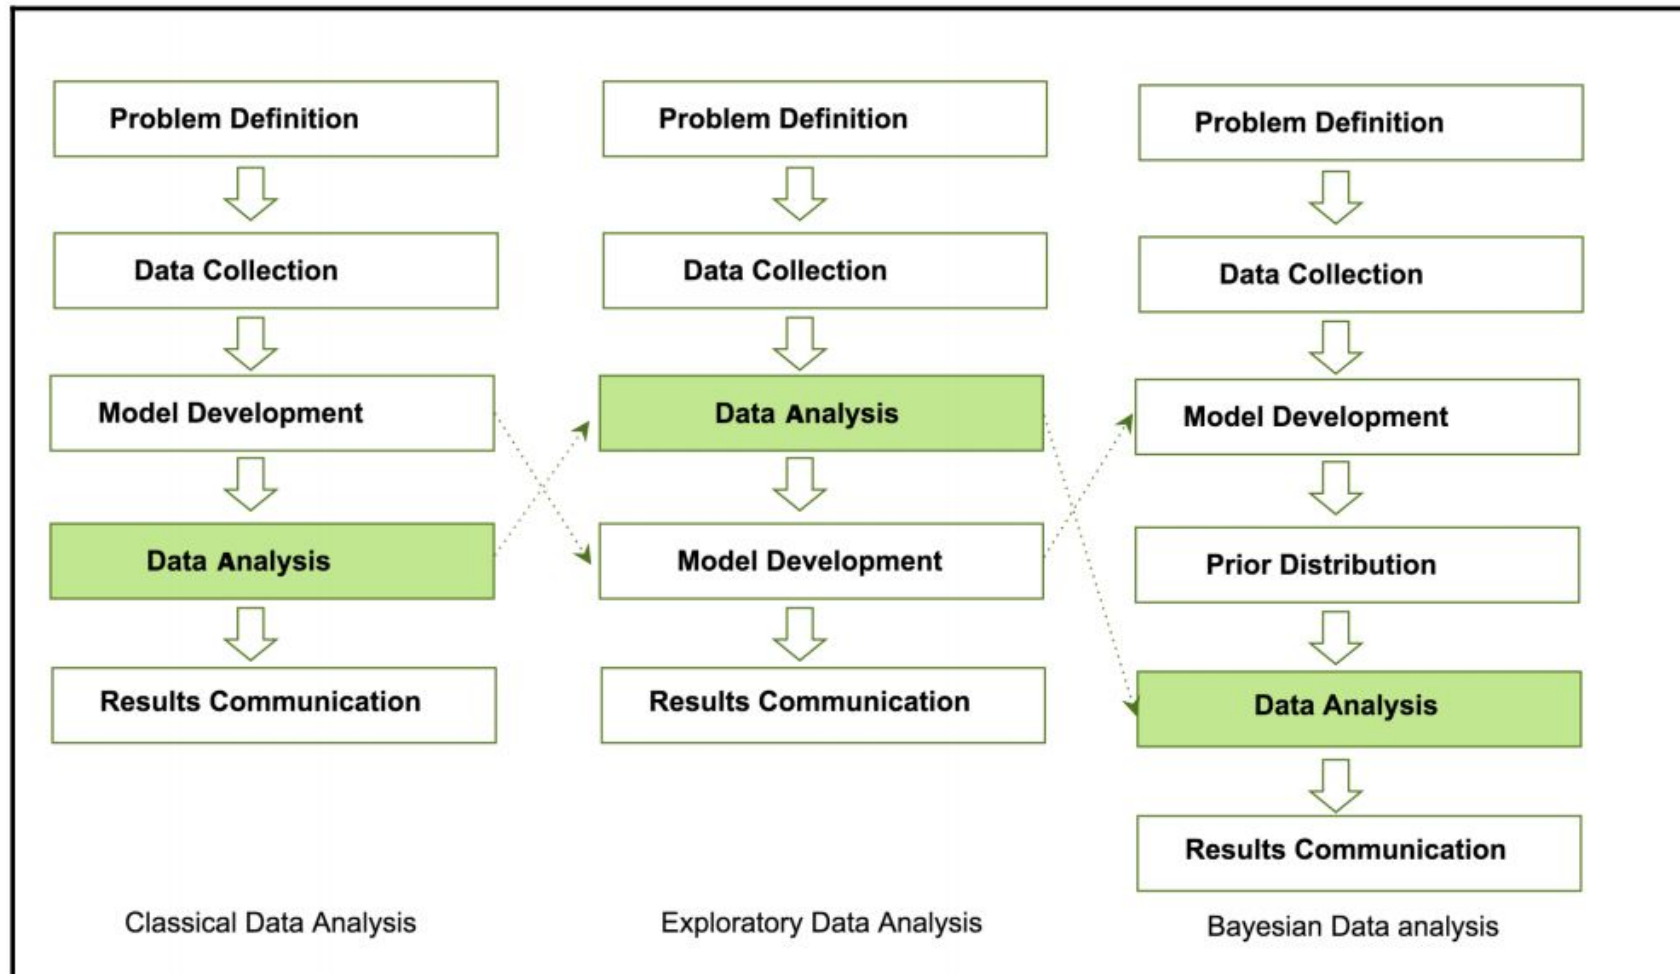 Problem Definition
Data Collection
Model Development
Data Analysis
Results Communication
Classical Data Analysis
Problem Definition
Data Collection
Data Analysis
Model Development
Results Communication
Exploratory Data Analysis
Problem Definition
Data Collection
Model Development
Prior Distribution
Data Analysis
Results Communication
Bayesian Data analysis